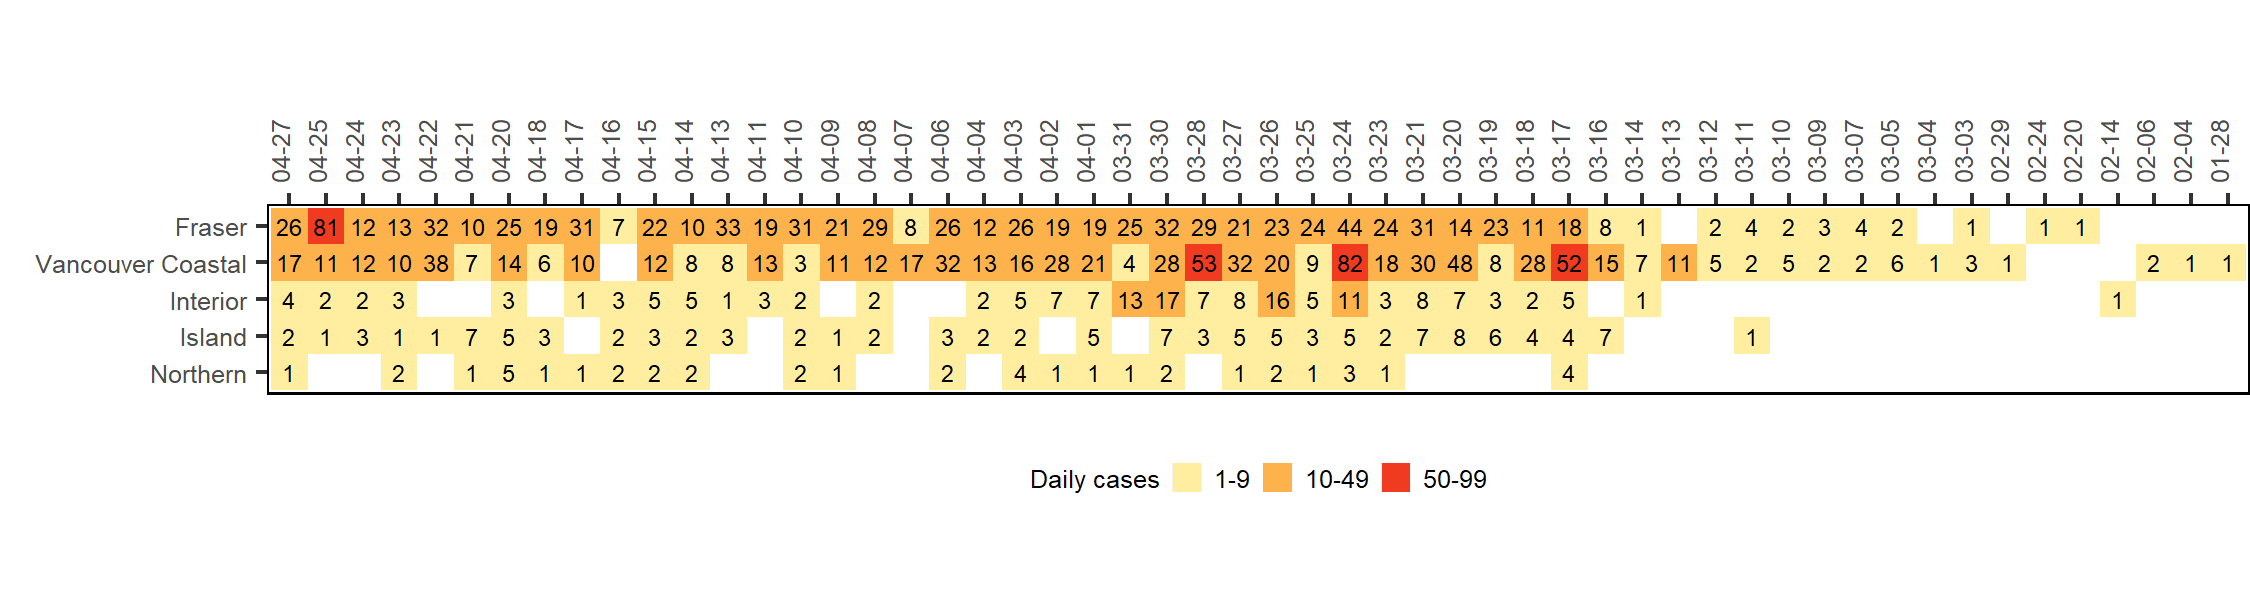 04-27 04-25 04-24 04-23 04-22 04-21 04-20 04-18 04-17 04-16 04-15 04-14 04-13 04-11 04-10 04-09 04-08 04-07 04-06 04-04 04-03 04-02 04-01 03-31 03-30 03-28 03-27 03-26 03-25 03-24 03-23 03-21 03-20 03-19 03-18 03-17 03-16 03-14 03-13 03-12 03-11 03-10 03-09 03-07 03-05 03-04 03-03 02-29 02-24 02-20 02-14 02-06 02-04 01-28
Fraser 26 81 12 13 32 10 25 19 31 7 22 10 33 19 31 21 29 8 26 12 26 19 19 25 32 29 21 23 24 44 24 31 14 23 11 18 8 1 2 4 2 3 4 2 1 1 1
Vancouver Coastal 17 11 12 10 38 7 14 6 10 12 8 8 13 3 11 12 17 32 13 16 28 21 4 28 53 32 20 9 82 18 30 48 8 28 52 15 7 11 5 2 5 2 2 6 1 3 1 2 1 1
Interior 4 2 2 3 3 1 3 5 5 1 3 2 2 2 5 7 7 13 17 7 8 16 5 11 3 8 7 3 2 5 1 1
Island 2 1 3 1 1 7 5 3 2 3 2 3 2 1 2 3 2 2 5 7 3 5 5 3 5 2 7 8 6 4 4 7 1
Northern 1 2 1 5 1 1 2 2 2 2 1 2 4 1 1 1 2 1 2 1 3 1 4
Daily cases 1-9 10-49 50-99